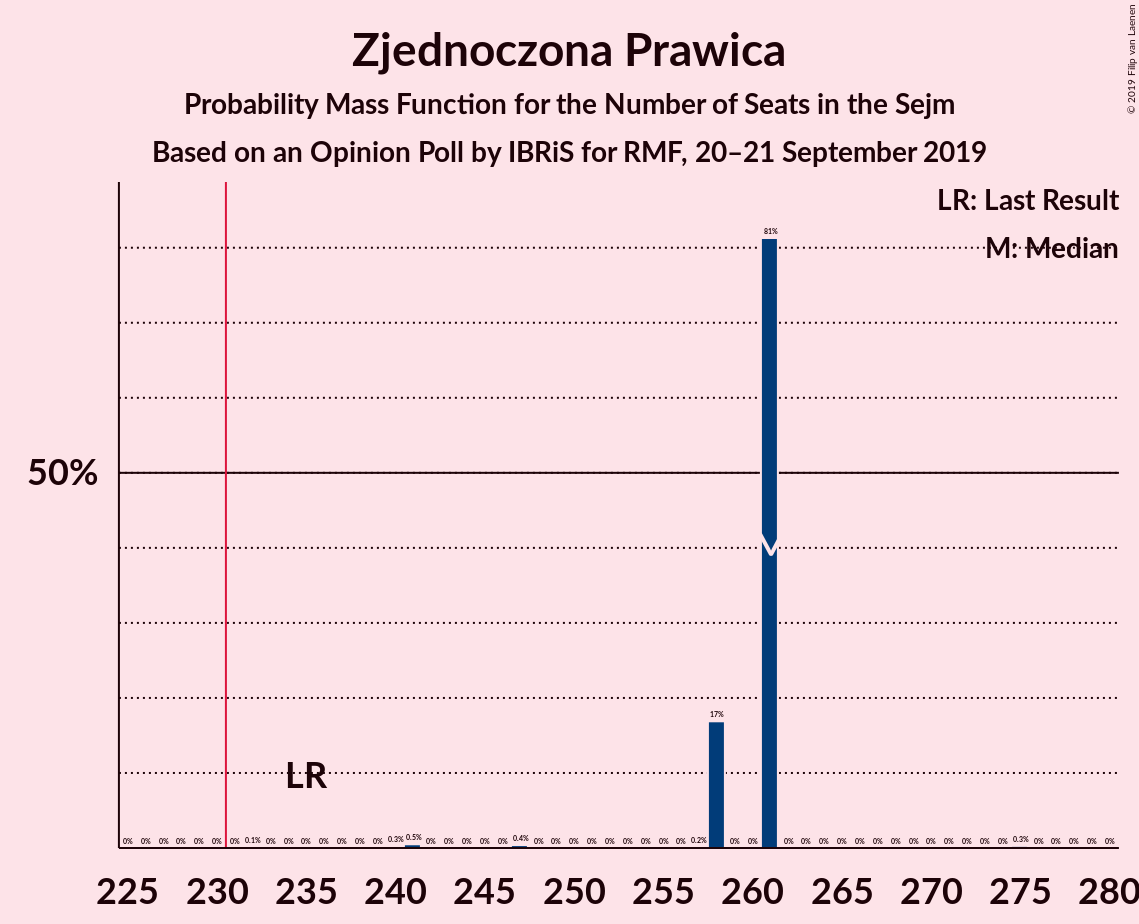 Zjednoczona Prawica
Probability Mass Function for the Number of Seats in the Sejm
Based on an Opinion Poll by IBRiS for RMF, 20–21 September 2019
© 2019 Filip van Laenen
LR: Last Result
M: Median
81%
50%
17%
LR
0% 0% 0% 0% 0% 0% 0% 0.1% 0% 0% 0% 0% 0% 0% 0% 0.3% 0.5% 0% 0% 0% 0% 0% 0.4% 0% 0% 0% 0% 0% 0% 0% 0% 0% 0.2% 0% 0% 0% 0% 0% 0% 0% 0% 0% 0% 0% 0% 0% 0% 0% 0.3% 0% 0% 0% 0% 0%
225 230 235 240 245 250 255 260 265 270 275 280